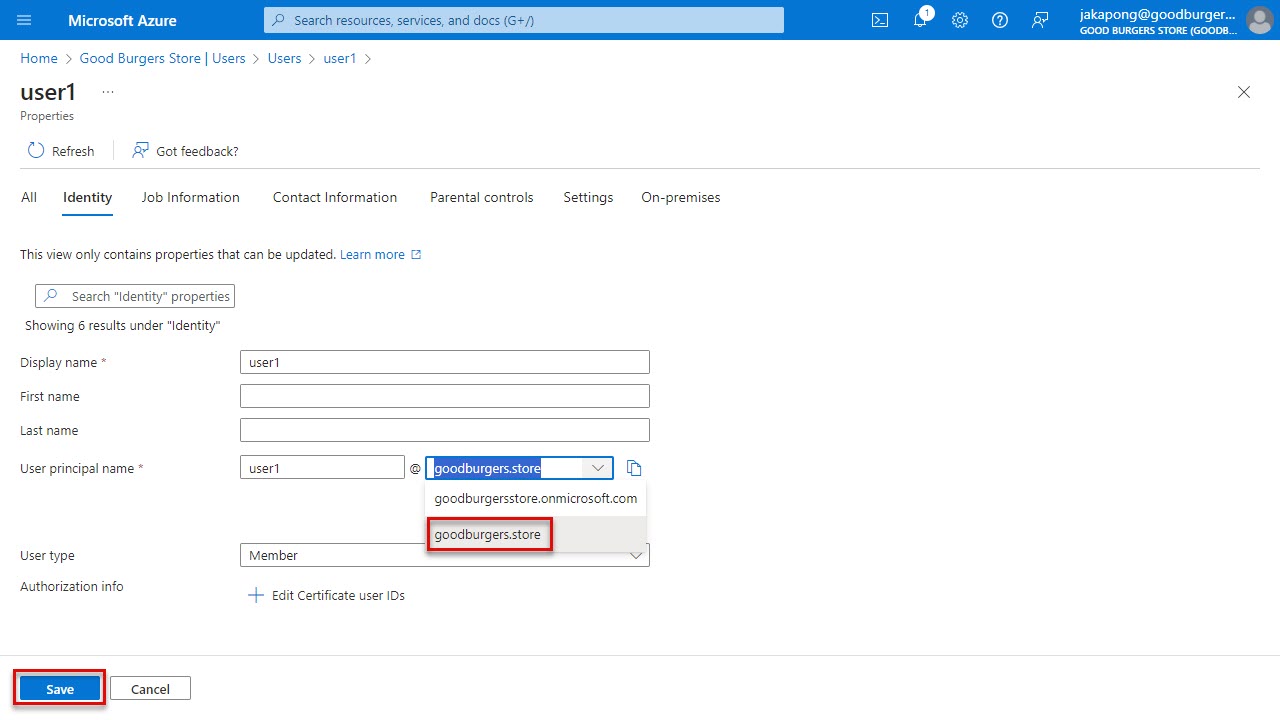 Microsoft Azure
Search resources, services, and docs (G+/)
1
jakapong@goodburger...
GOOD BURGERS STORE (GOODB...
Home > Good Burgers Store | Users > Users > user1 >
user1 ...
Properties
Refresh
Got feedback?
All Identity Job Information Contact Information Parental controls Settings On-premises
This view only contains properties that can be updated. Learn more
Search "Identity" properties
Showing 6 results under "Identity"
Display name * user1
First name
Last name
User principal name * user1 @ goodburgers.store
goodburgersstore.onmicrosoft.com
goodburgers.store
User type Member
Authorization info
+ Edit Certificate user IDs
Save Cancel